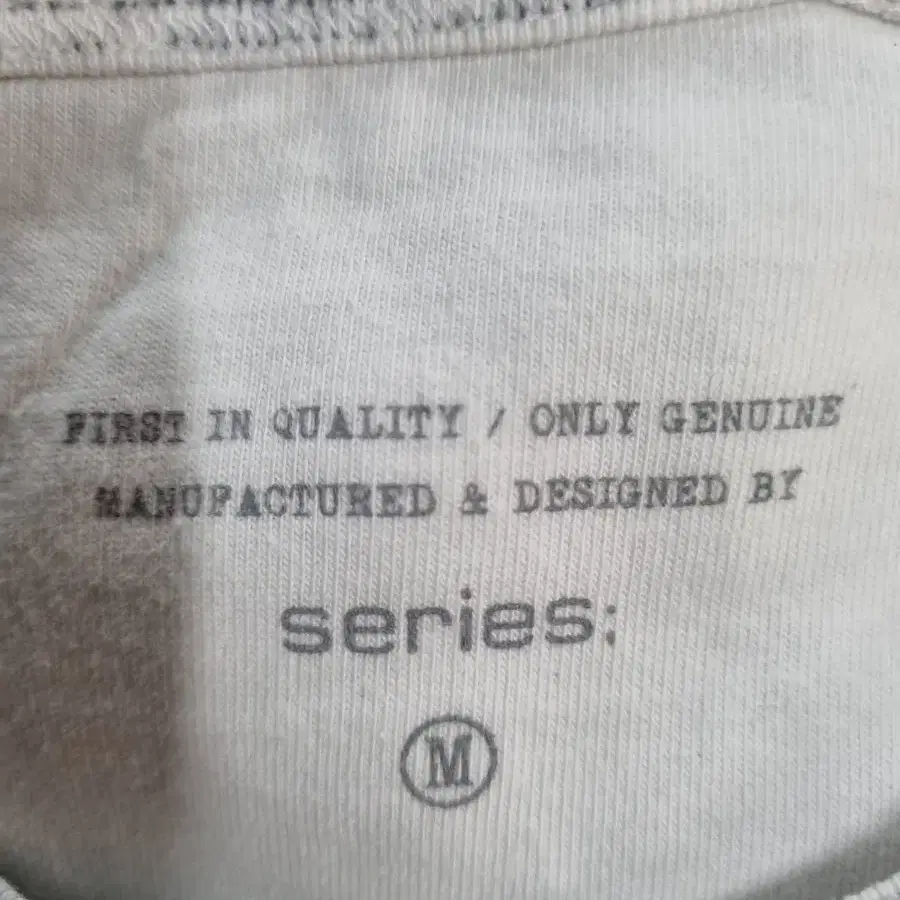 FIRST IN QUALITY / ONLY GENUINE
MANUFACTURED & DESIGNED BY
series;
M